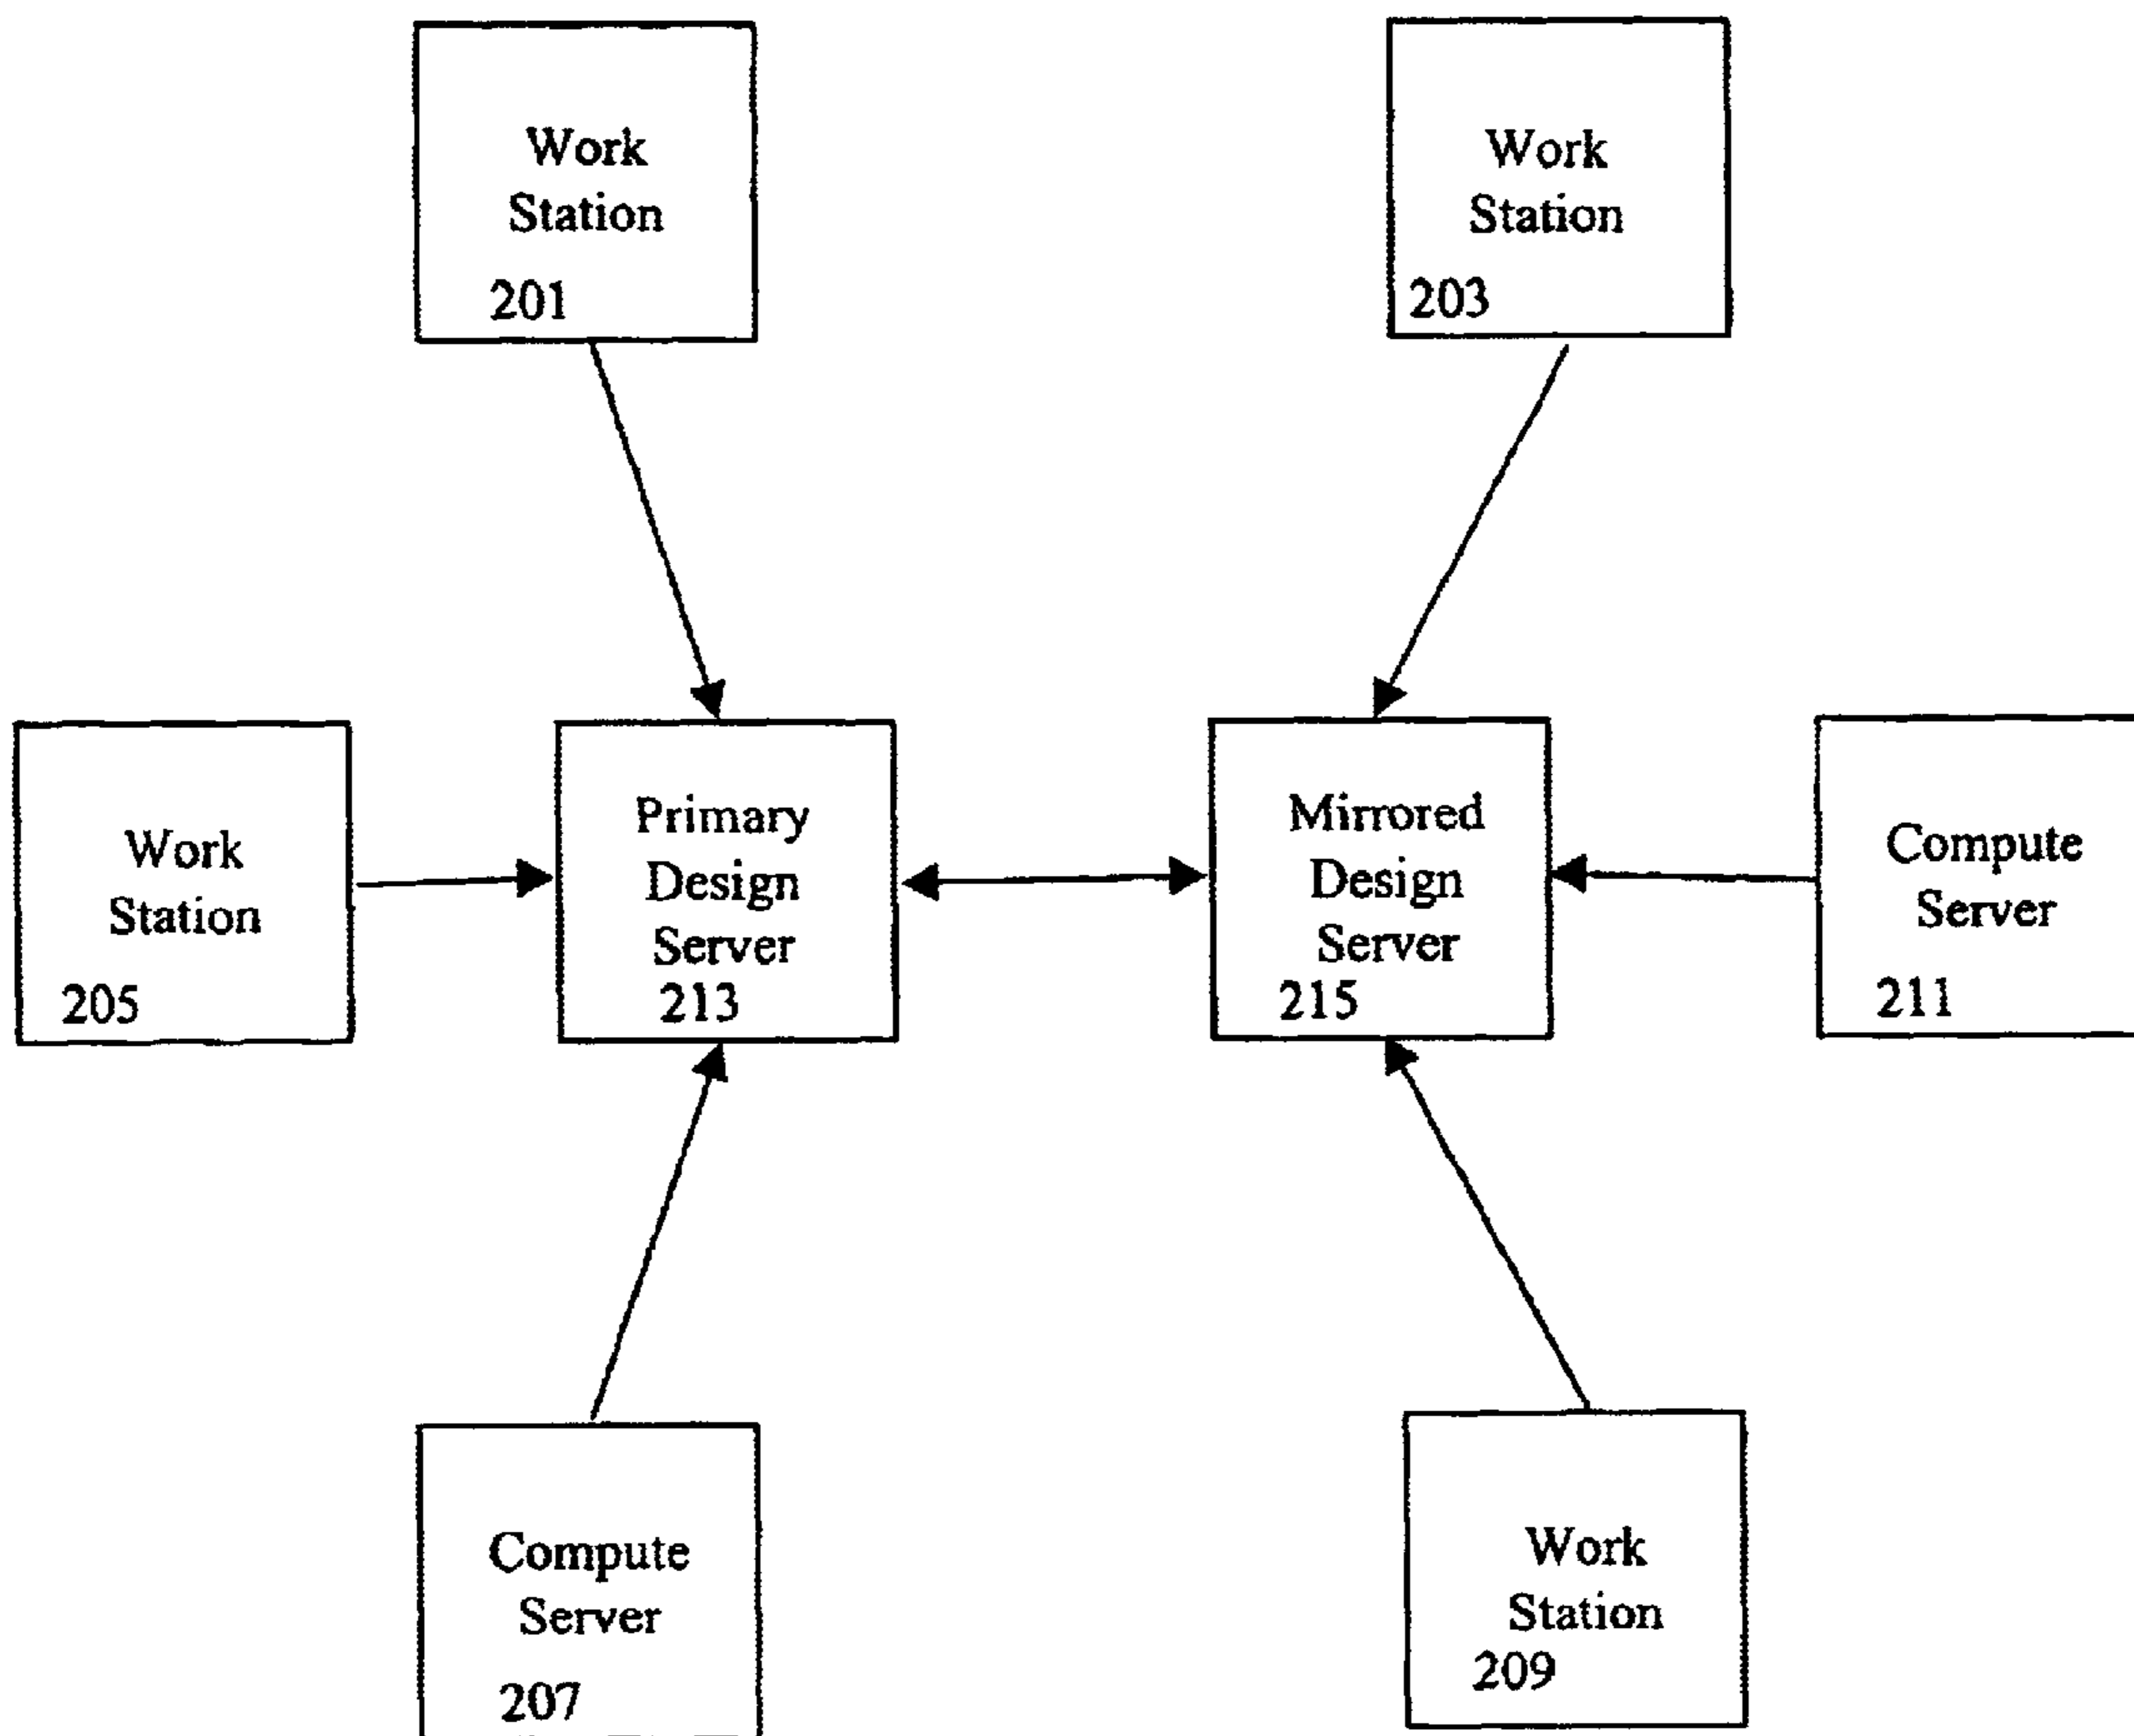 Work
Station
201
Work
Station
203
Work
Station
205
Primary
Design
Server
213
Mirrored
Design
Server
215
Compute
Server
211
Compute
Server
207
Work
Station
209